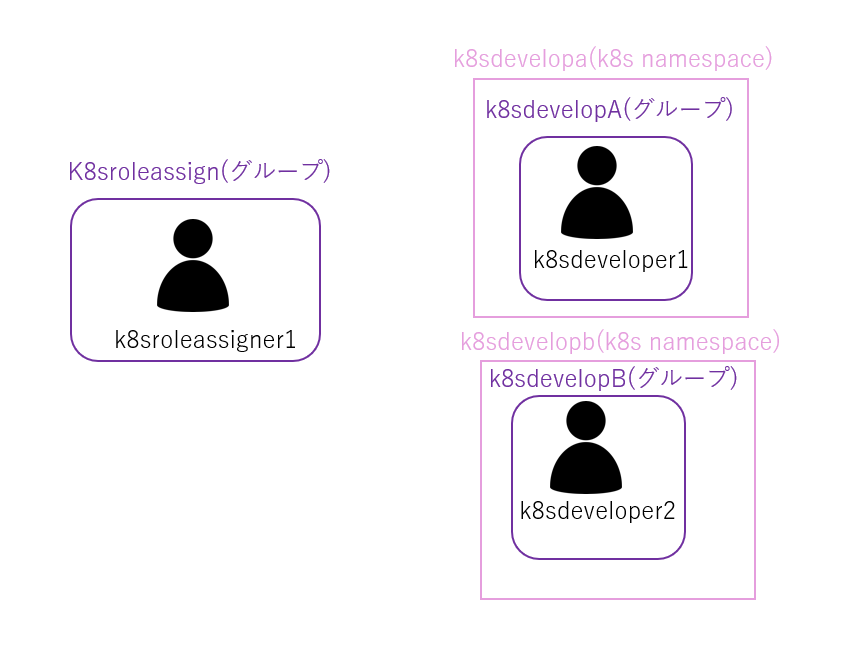 K8sroleassign(グループ)
k8sroleassigner1
k8sdevelopa(k8s namespace)
k8sdevelopA(グループ)
k8sdeveloper1
k8sdevelopb(k8s namespace)
k8sdevelopB(グループ)
k8sdeveloper2